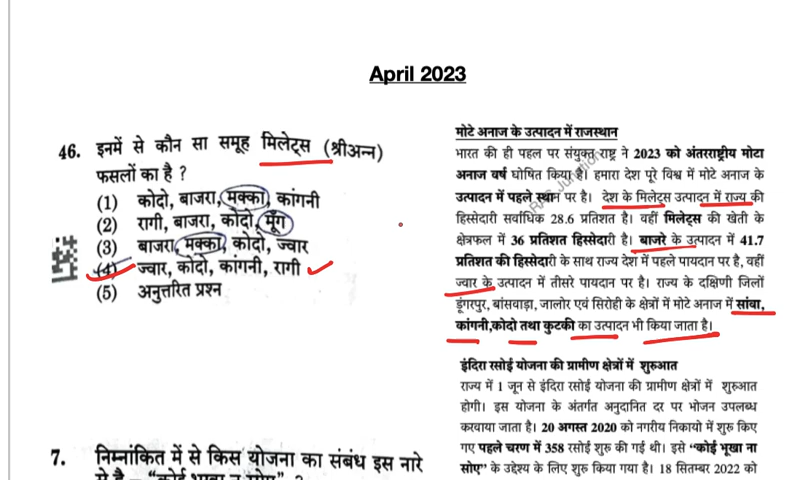 April 2023
46. इनमें से कौन सा समूह मिलेट्स (श्रीअन्न)
फसलों का है ?
(1) कोदो, बाजरा, मक्का, कांगनी
(2) रागी, बाजरा, कोदो, मूँग
(3) बाजरा, मक्का, कोदो, ज्वार
(4) ज्वार, कोदो, कांगनी, रागी
(5) अनुत्तरित प्रश्न
7. निम्नांकित में से किस योजना का संबंध इस नारे
मोटे अनाज के उत्पादन में राजस्थान
भारत की ही पहल पर संयुक्त राष्ट्र ने 2023 को अंतरराष्ट्रीय मोटा
अनाज वर्ष घोषित किया है। हमारा देश पूरे विश्व में मोटे अनाज के
उत्पादन में पहले स्थान पर है। देश के मिलेट्स उत्पादन में राज्य की
हिस्सेदारी सर्वाधिक 28.6 प्रतिशत है। वहीं मिलेट्स की खेती के
क्षेत्रफल में 36 प्रतिशत हिस्सेदारी है। बाजरे के उत्पादन में 41.7
प्रतिशत की हिस्सेदारी के साथ राज्य देश में पहले पायदान पर है, वहीं
ज्वार के उत्पादन में तीसरे पायदान पर है। राज्य के दक्षिणी जिलों
डूंगरपुर, बांसवाड़ा, जालोर एवं सिरोही के क्षेत्रों में मोटे अनाज में सांवा,
कांगनी,कोदो तथा कुटकी का उत्पादन भी किया जाता है।
इंदिरा रसोई योजना की ग्रामीण क्षेत्रों में शुरुआत
राज्य में 1 जून से इंदिरा रसोई योजना की ग्रामीण क्षेत्रों में शुरुआत
होगी। इस योजना के अंतर्गत अनुदानित दर पर भोजन उपलब्ध
करवाया जाता है। 20 अगस्त 2020 को नगरीय निकायों में शुरू किए
गए पहले चरण में 358 रसोई शुरू की गई थी। इसे "कोई भूखा ना
सोए" के उद्देश्य के लिए शुरू किया गया है। 18 सितम्बर 2022 को